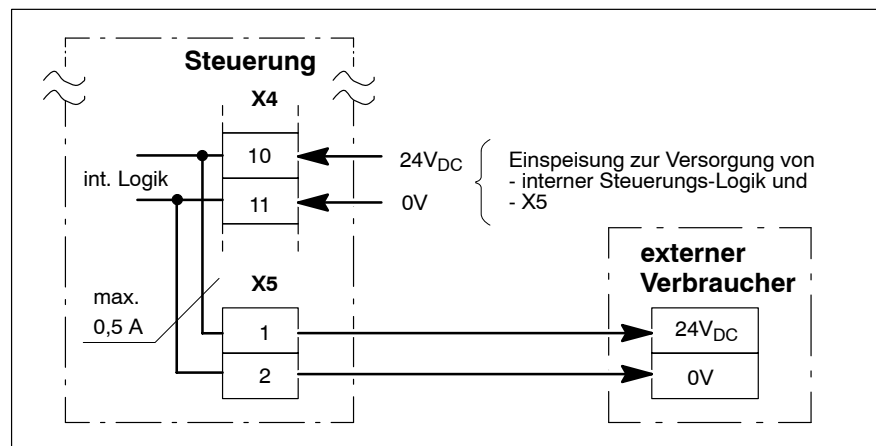 Steuerung
X4
10
24VDC
Einspeisung zur Versorgung von
- interner Steuerungs-Logik und
- X5
int. Logik
11
0V
externer
Verbraucher
X5
max.
0,5 A
1
24VDC
2
0V